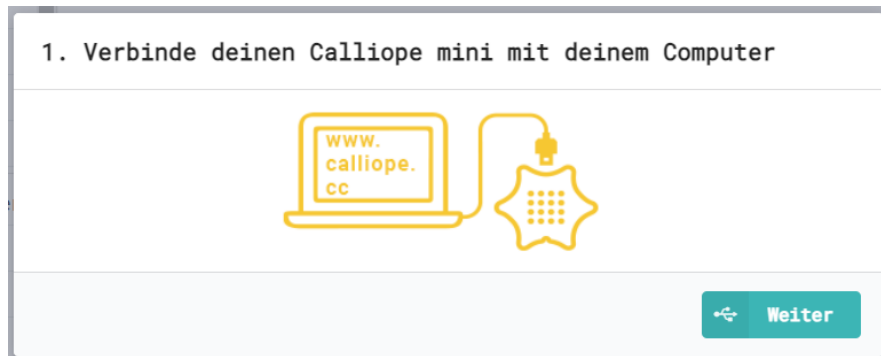 1. Verbinde deinen Calliope mini mit deinem Computer
www.
calliope.
cc
Weiter